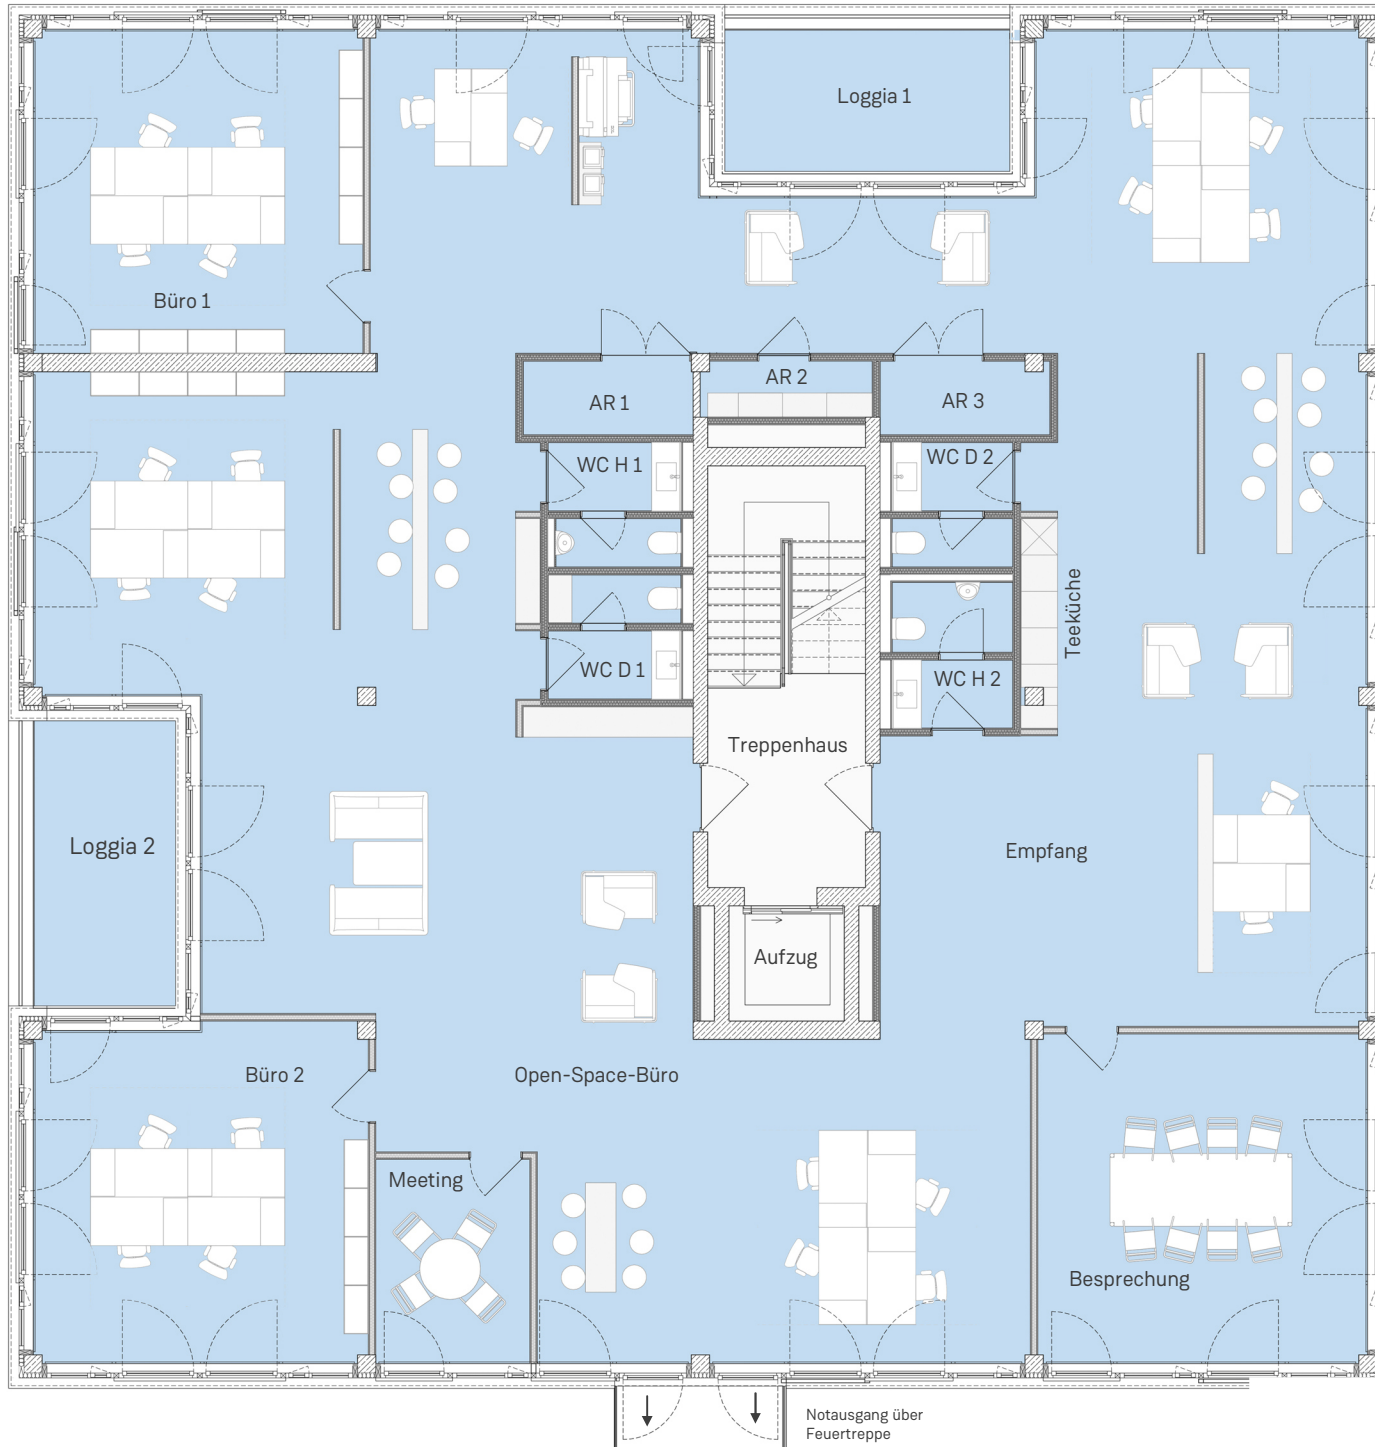 Loggia 1
Büro 1
AR 1
AR 2
AR 3
WC H 1
WC D 2
Teeküche
WC D 1
WC H 2
Treppenhaus
Loggia 2
Empfang
Aufzug
Büro 2
Open-Space-Büro
Meeting
Besprechung
Notausgang über
Feuertreppe